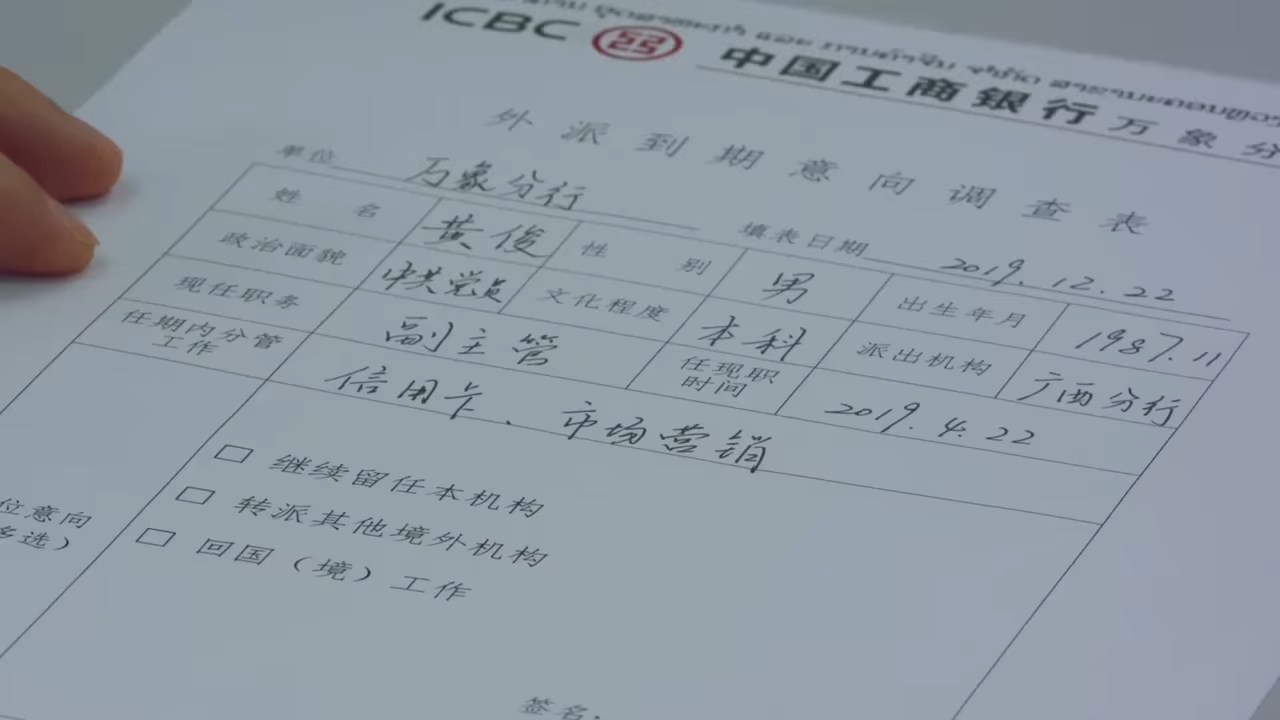 ICBC 中国工商银行 万象分
外派到期意向调查表
单位 万象分行 填表日期 2019.12.22
姓名 黄俊 性别 男 出生年月 1987.11
政治面貌 中共党员 文化程度 本科 派出机构 广西分行
现任职务 副主管 任现职时间 2019.4.22
任期内分管工作 信用卡、市场营销
□ 继续留任本机构
□ 转派其他境外机构
□ 回国（境）工作
位意向
多选）
签名: